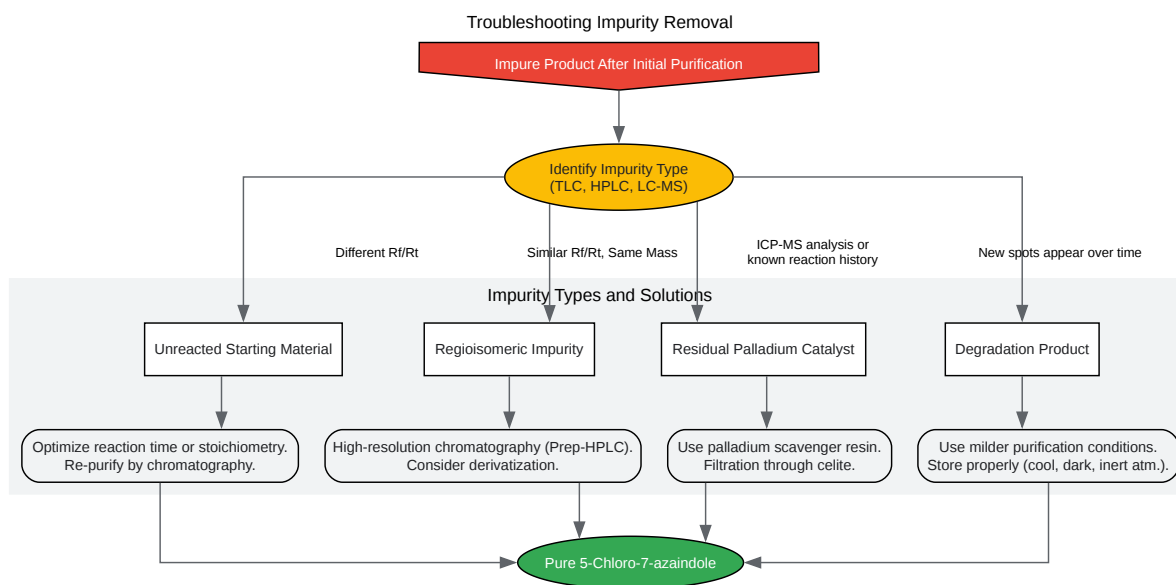 Troubleshooting Impurity Removal
Impure Product After Initial Purification
Identify Impurity Type
(TLC, HPLC, LC-MS)
Different Rf/Rt
Similar Rf/Rt, Same Mass
ICP-MS analysis or
known reaction history
New spots appear over time
Impurity Types and Solutions
Unreacted Starting Material
Regioisomeric Impurity
Residual Palladium Catalyst
Degradation Product
Optimize reaction time or stoichiometry.
Re-purify by chromatography.
High-resolution chromatography (Prep-HPLC).
Consider derivatization.
Use palladium scavenger resin.
Filtration through celite.
Use milder purification conditions.
Store properly (cool, dark, inert atm.).
Pure 5-Chloro-7-azaindole